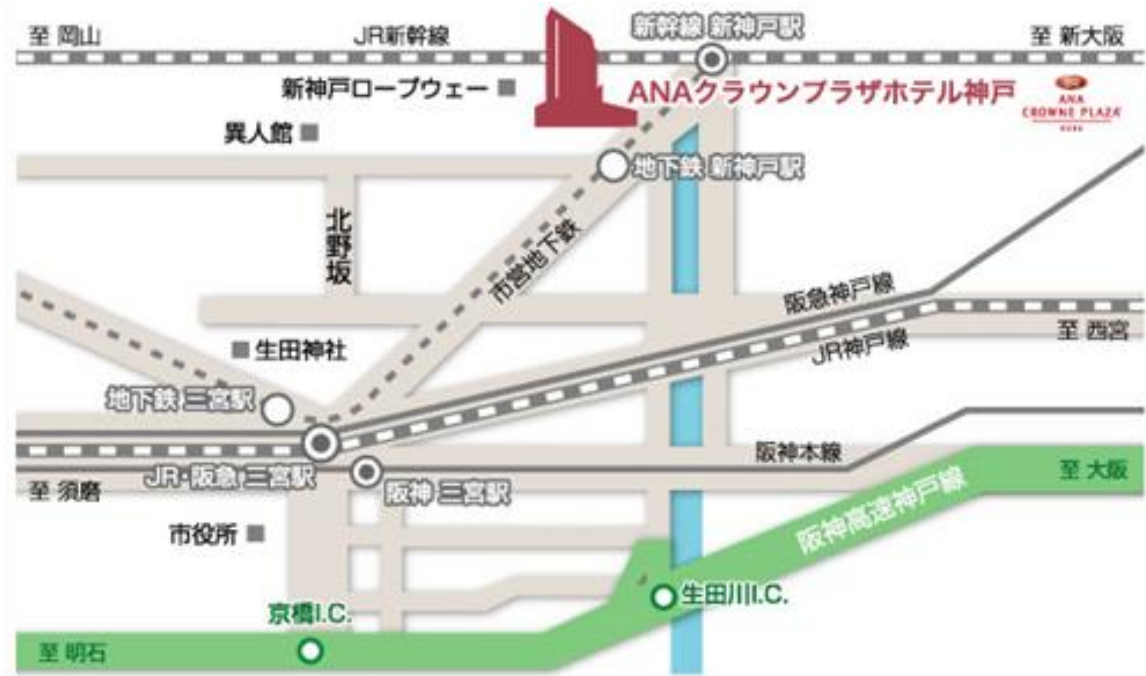 至 岡山
JR新幹線
新幹線 新神戸駅
至 新大阪
新神戸ロープウェー
ANAクラウンプラザホテル神戸
ANA
CROWNE PLAZA
異人館
地下鉄 新神戸駅
北野坂
市営地下鉄
阪急神戸線
JR神戸線
至 西宮
生田神社
地下鉄 三宮駅
JR・阪急 三宮駅
阪神本線
至 須磨
阪神 三宮駅
至 大阪
市役所
阪神高速神戸線
京橋I.C.
生田川I.C.
至 明石